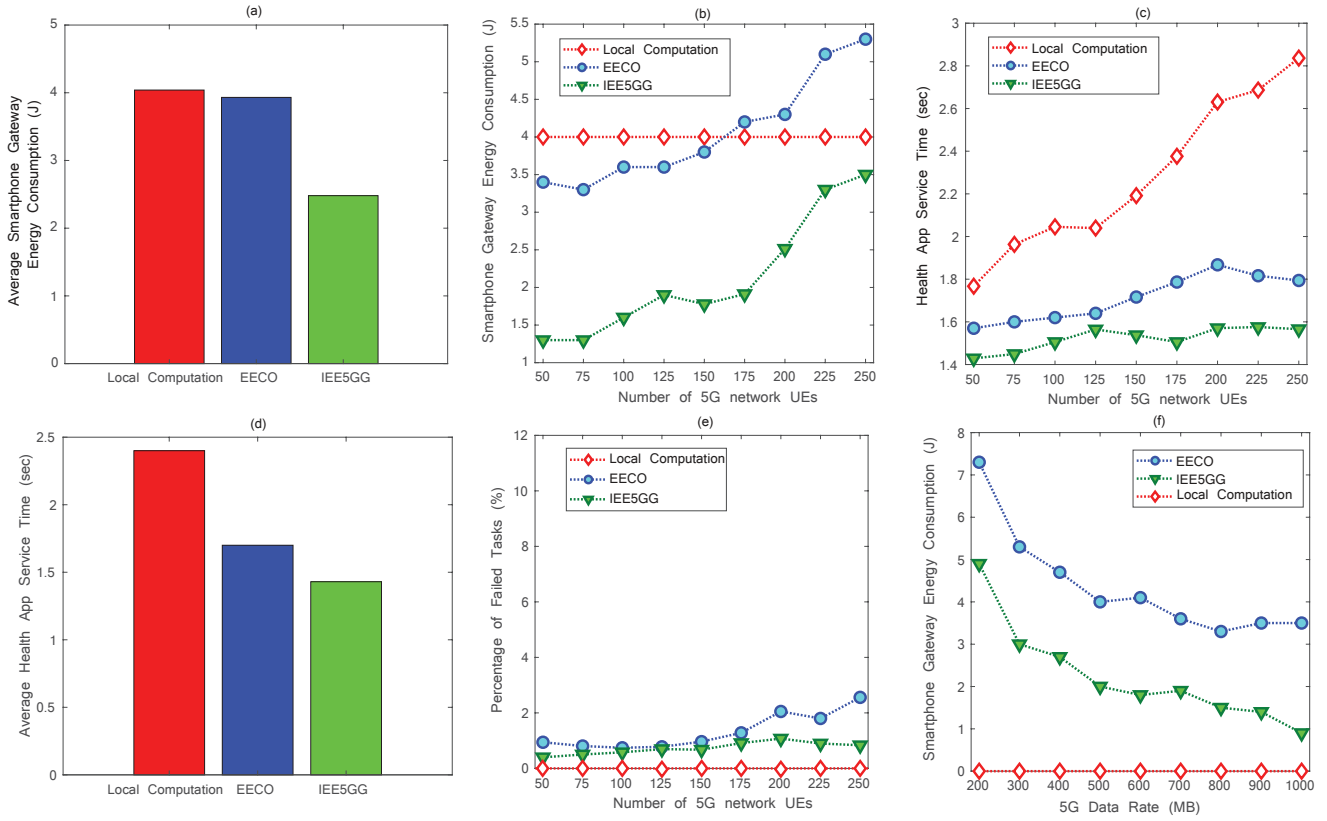 (a)
Average Smartphone Gateway
Energy Consumption (J)
5
4
3
2
1
0
Local Computation EECO IEE5GG
(b)
Smartphone Gateway Energy Consumption (J)
5.5
5
4.5
4
3.5
3
2.5
2
1.5
1
Local Computation
EECO
IEE5GG
50 75 100 125 150 175 200 225 250
Number of 5G network UEs
(c)
Health App Service Time (sec)
3
2.8
2.6
2.4
2.2
2
1.8
1.6
1.4
Local Computation
EECO
IEE5GG
50 75 100 125 150 175 200 225 250
Number of 5G network UEs
(d)
Average Health App Service Time (sec)
2.5
2
1.5
1
0.5
0
Local Computation EECO IEE5GG
(e)
Percentage of Failed Tasks (%)
12
10
8
6
4
2
0
Local Computation
EECO
IEE5GG
50 75 100 125 150 175 200 225 250
Number of 5G network UEs
(f)
Smartphone Gateway Energy Consumption (J)
8
7
6
5
4
3
2
1
0
EECO
IEE5GG
Local Computation
200 300 400 500 600 700 800 900 1000
5G Data Rate (MB)